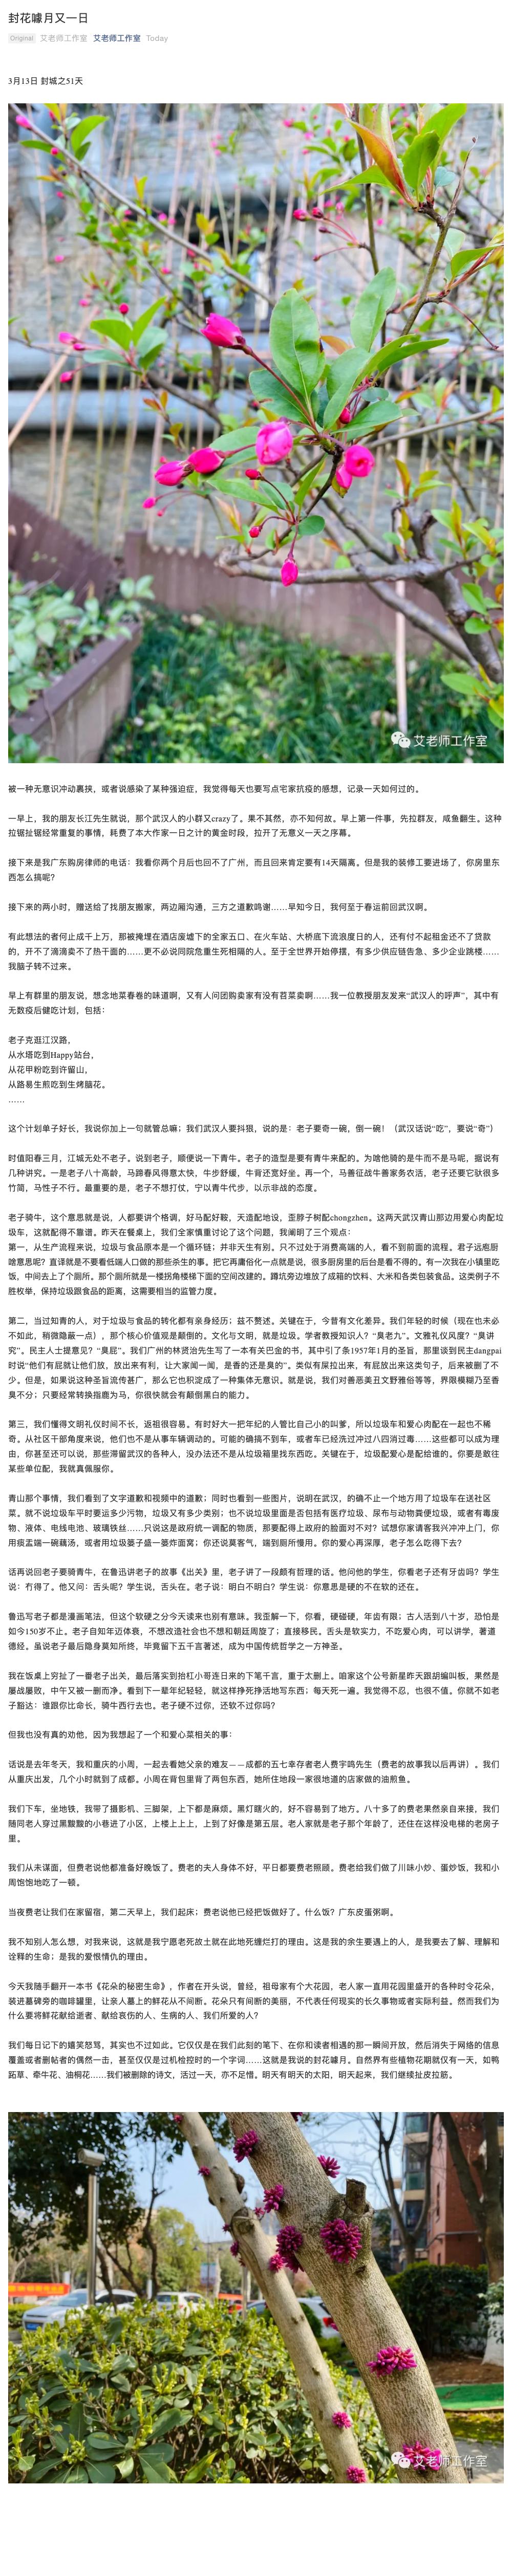 封花噱月又一日
Original 艾老师工作室 艾老师工作室 Today
3月13日 封城之51天
艾老师工作室
被一种无意识冲动裹挟，或者说感染了某种强迫症，我觉得每天也要写点宅家抗疫的感想，记录一天如何过的。
一早上，我的朋友长江先生就说，那个武汉人的小群又crazy了。果不其然，亦不知何故。早上第一件事，先拉群友，咸鱼翻生。这种
拉锯扯锯经常重复的事情，耗费了本大作家一日之计的黄金时段，拉开了无意义一天之序幕。
接下来是我广东购房律师的电话：我看你两个月后也回不了广州，而且回来肯定要有14天隔离。但是我的装修工要进场了，你房里东
西怎么搞呢？
接下来的两小时，赠送给了找朋友搬家，两边厢沟通，三方之道歉鸣谢……早知今日，我何至于春运前回武汉啊。
有此想法的者何止成千上万，那被掩埋在酒店废墟下的全家五口、在火车站、大桥底下流浪度日的人，还有付不起租金还不了贷款
的，开不了滴滴卖不了热干面的……更不必说同院危重生死相隔的人。至于全世界开始停摆，有多少供应链告急、多少企业跳楼……
我脑子转不过来。
早上有群里的朋友说，想念地菜春卷的味道啊，又有人问团购卖家有没有苕菜卖啊……我一位教授朋友发来“武汉人的呼声”，其中有
无数疫后健吃计划，包括：
老子克逛江汉路，
从水塔吃到Happy站台，
从花甲粉吃到许留山，
从路易生煎吃到生烤脑花。
……
这个计划单子好长，我说你加上一句就管总嘛；我们武汉人要抖狠，说的是：老子要奇一碗，倒一碗！（武汉话说“吃”，要说“奇”）
时值阳春三月，江城无处不老子。说到老子，顺便说一下青牛。老子的造型是要有青牛来配的。为啥他骑的是牛而不是马呢，据说有
几种讲究。一是老子八十高龄，马蹄春风得意太快，牛步舒缓，牛背还宽好坐。再一个，马善征战牛善家务农活，老子还要它驮很多
竹简，马性子不行。最重要的是，老子不想打仗，宁以青牛代步，以示非战的态度。
老子骑牛，这个意思就是说，人都要讲个格调，好马配好鞍，天造配地设，歪脖子树配chongzhen。这两天武汉青山那边用爱心肉配垃
圾车，这就配得不靠谱。昨天在餐桌上，我们全家慎重讨论了这个问题，我阐明了三个观点：
第一，从生产流程来说，垃圾与食品原本是一个循环链；并非天生有别。只不过处于消费高端的人，看不到前面的流程。君子远庖厨
啥意思呢？直译就是不要看低端人口做的那些杀生的事。把它再庸俗化一点就是说，很多厨房里的后台是看不得的。有一次我在小镇里吃
饭，中间去上了个厕所。那个厕所就是一楼拐角楼梯下面的空间改建的。蹲坑旁边堆放了成箱的饮料、大米和各类包装食品。这类例子不
胜枚举，保持垃圾跟食品的距离，这需要相当的监管力度。
第二，当过知青的人，对于垃圾与食品的转化都有亲身经历；兹不赘述。关键在于，今昔有文化差异。我们年轻的时候（现在也未必
不如此，稍微隐蔽一点），那个核心价值观是颠倒的。文化与文明，就是垃圾。学者教授知识人？“臭老九”。文雅礼仪风度？“臭讲
究”。民主人士提意见？“臭屁”。我们广州的林贤治先生写了一本有关巴金的书，其中引了条1957年1月的圣旨，那里谈到民主dangpai
时说“他们有屁就让他们放，放出来有利，让大家闻一闻，是香的还是臭的”。类似有屎拉出来，有屁放出来这类句子，后来被删了不
少。但是，如果说这种圣旨流传甚广，那么它也积淀成了一种集体无意识。就是说，我们对善恶美丑文野雅俗等等，界限模糊乃至香
臭不分；只要经常转换指鹿为马，你很快就会有颠倒黑白的能力。
第三，我们懂得文明礼仪时间不长，返祖很容易。有时好大一把年纪的人管比自己小的叫爹，所以垃圾车和爱心肉配在一起也不稀
奇。从社区干部角度来说，他们也不是从事车辆调动的。可能的确搞不到车，或者车已经洗过冲过八四消过毒……这些都可以成为理
由，你甚至还可以说，那些滞留武汉的各种人，没办法还不是从垃圾箱里找东西吃。关键在于，垃圾配爱心是配给谁的。你要是敢往
某些单位配，我就真佩服你。
青山那个事情，我们看到了文字道歉和视频中的道歉；同时也看到一些图片，说明在武汉，的确不止一个地方用了垃圾车在送社区
菜。就不说垃圾车平时要运多少污物，垃圾又有多少类别；也不说垃圾里面是否包括有医疗垃圾、尿布与动物粪便垃圾，或者有毒废
物、液体、电线电池、玻璃铁丝……只说这是政府统一调配的物质，那要配得上政府的脸面对不对？试想你家请客我兴冲冲上门，你
用痰盂端一碗藕汤，或者用垃圾篓子盛一篓炸面窝；你还说莫客气，端到厕所慢用。你的爱心再深厚，老子怎么吃得下去？
话再说回老子要骑青牛，在鲁迅讲老子的故事《出关》里，老子讲了一段颇有哲理的话。他问他的学生，你看老子还有牙齿吗？学生
说：冇得了。他又问：舌头呢？学生说，舌头在。老子说：明白不明白？学生说：你意思是硬的不在软的还在。
鲁迅写老子都是漫画笔法，但这个软硬之分今天读来也别有意味。我歪解一下，你看，硬碰硬，年齿有限；古人活到八十岁，恐怕是
如今150岁不止。老子自知年迈体衰，不想改造社会也不想和朝廷周旋了；直接移民。舌头是软实力，不吃爱心肉，可以讲学，著道
德经。虽说老子最后隐身莫知所终，毕竟留下五千言著述，成为中国传统哲学之一方神圣。
我在饭桌上穷扯了一番老子出关，最后落实到抬杠小哥连日来的下笔千言，重于太删上。咱家这个公号新星昨天跟胡编叫板，果然是
屡战屡败，中午又被一删而净。看到下一辈年纪轻轻，就这样挣死挣活地写东西；每天死一遍。我觉得不忍，也很不值。你就不如老
子豁达：谁跟你比命长，骑牛西行去也。老子硬不过你，还软不过你吗？
但我也没有真的劝他，因为我想起了一个和爱心菜相关的事：
话说是去年冬天，我和重庆的小周，一起去看她父亲的难友——成都的五七幸存者老人费宇鸣先生（费老的故事我以后再讲）。我们
从重庆出发，几个小时就到了成都。小周在背包里背了两包东西，她所住地段一家很地道的店家做的油煎鱼。
我们下车，坐地铁，我带了摄影机、三脚架，上下都是麻烦。黑灯瞎火的，好不容易到了地方。八十多了的费老果然亲自来接，我们
随同老人穿过黑黢黢的小巷进了小区，上楼上上上，上到了好像是第五层。老人家就是老子那个年龄了，还住在这样没电梯的老房子
里。
我们从未谋面，但费老说他都准备好晚饭了。费老的夫人身体不好，平日都要费老照顾。费老给我们做了川味小炒、蛋炒饭，我和小
周饱饱地吃了一顿。
当夜费老让我们在家留宿，第二天早上，我们起床；费老说他已经把饭做好了。什么饭？广东皮蛋粥啊。
我不知别人怎么想，对我来说，这就是我宁愿老死故土就在此地死缠烂打的理由。这是我的余生要遇上的人，是我要去了解、理解和
诠释的生命；是我的爱恨情仇的理由。
今天我随手翻开一本书《花朵的秘密生命》，作者在开头说，曾经，祖母家有个大花园，老人家一直用花园里盛开的各种时令花朵，
装进墓碑旁的咖啡罐里，让亲人墓上的鲜花从不间断。花朵只有间断的美丽，不代表任何现实的长久事物或者实际利益。然而我们为
什么要将鲜花献给逝者、献给哀伤的人、生病的人、我们所爱的人？
我们每日记下的嬉笑怒骂，其实也不过如此。它仅仅是在我们此刻的笔下、在你和读者相遇的那一瞬间开放，然后消失于网络的信息
覆盖或者删帖者的偶然一击，甚至仅仅是过机检控时的一个字词……这就是我说的封花噱月。自然界有些植物花期就仅有一天，如鸭
跖草、牵牛花、油桐花……我们被删除的诗文，活过一天，亦不足惜。明天有明天的太阳，明天起来，我们继续扯皮拉筋。
艾老师工作室